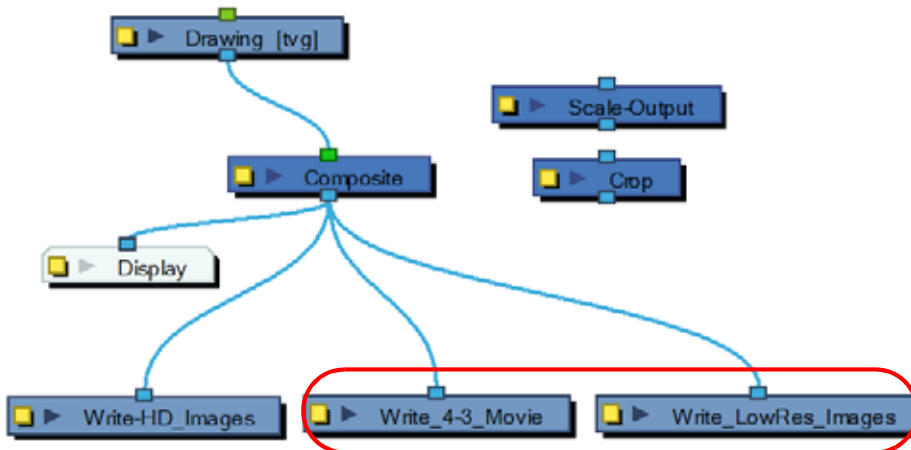 Drawing [tvg]
Scale-Output
Composite
Crop
Display
Write-HD_Images
Write_4-3_Movie
Write_LowRes_Images